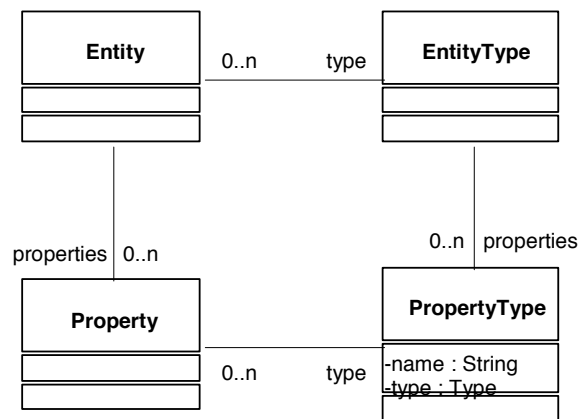 Entity
0..n type
EntityType
properties 0..n
0..n properties
Property
0..n type
PropertyType
-name : String
-type : Type